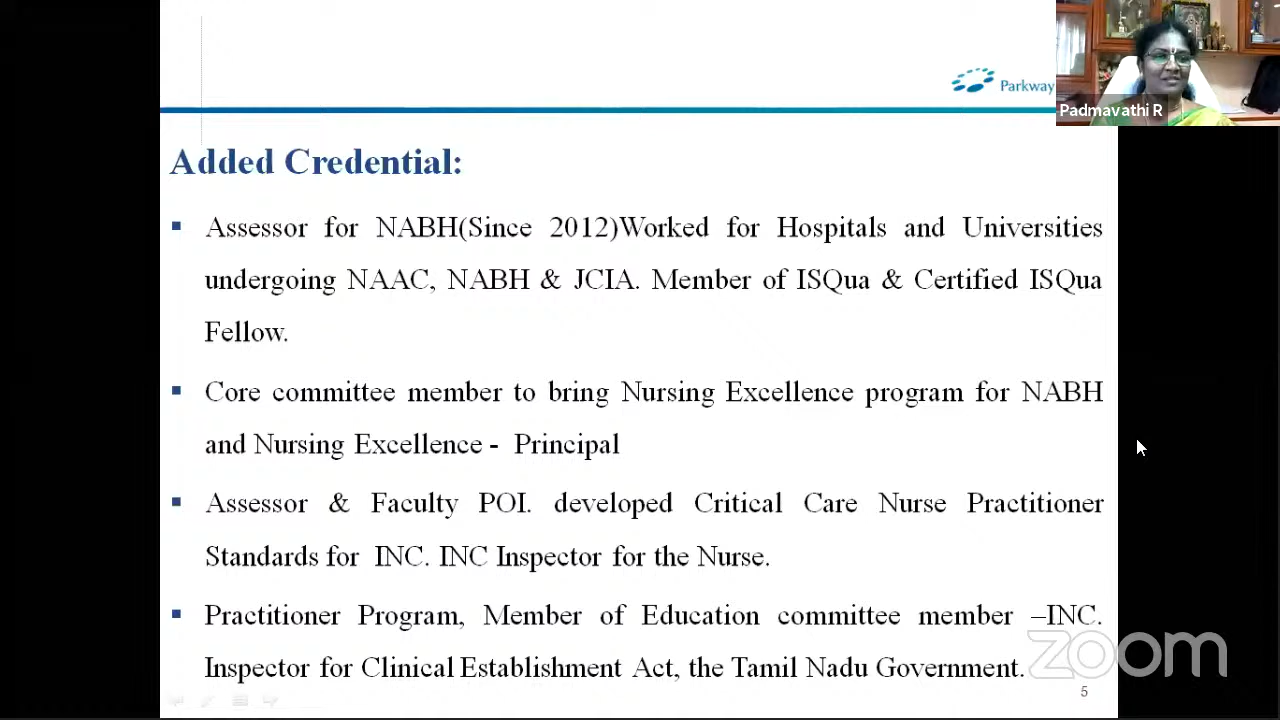 Parkway
Padmavathi R
Added Credential:
Assessor for NABH(Since 2012)Worked for Hospitals and Universities
undergoing NAAC, NABH & JCIA. Member of ISQua & Certified ISQua
Fellow.
Core committee member to bring Nursing Excellence program for NABH
and Nursing Excellence - Principal
Assessor & Faculty POI. developed Critical Care Nurse Practitioner
Standards for INC. INC Inspector for the Nurse.
Practitioner Program, Member of Education committee member –INC.
Inspector for Clinical Establishment Act, the Tamil Nadu Government.
zoom
5